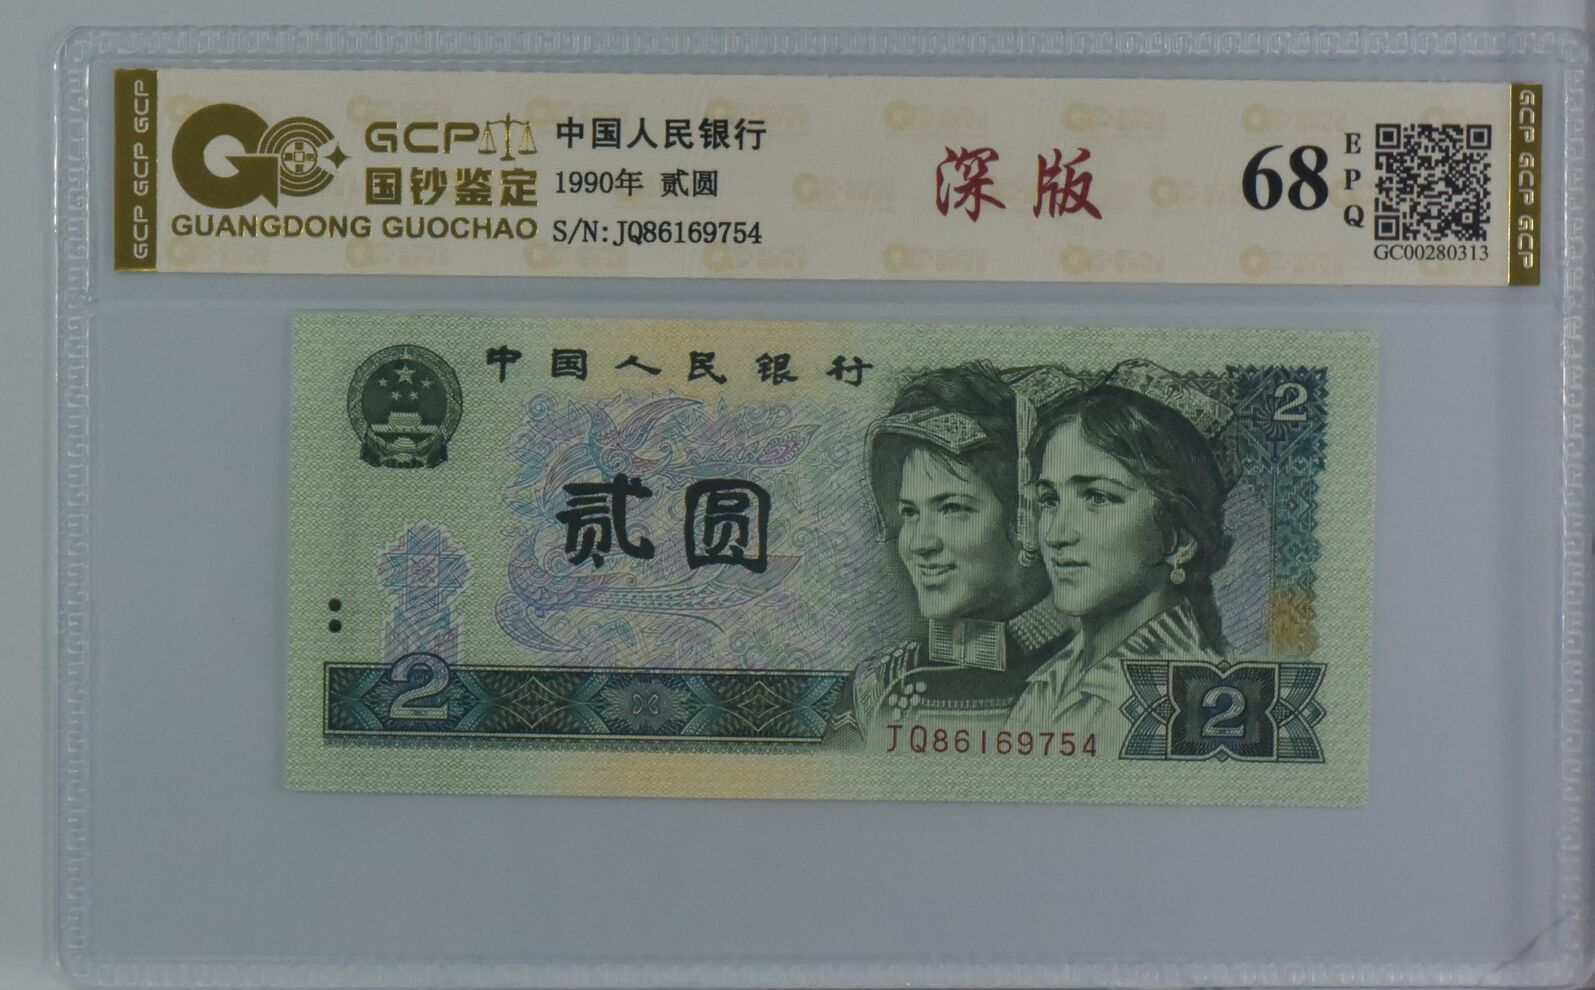 GCP GCP GCP
GCP
国钞鉴定
GUANGDONG GUOCHAO
中国人民银行
1990年 贰圆
S/N:JQ86169754
深版
68
EPQ
GC00280313
GCP GCP GCP
中国人民银行
2
贰圆
2
JQ86169754
2